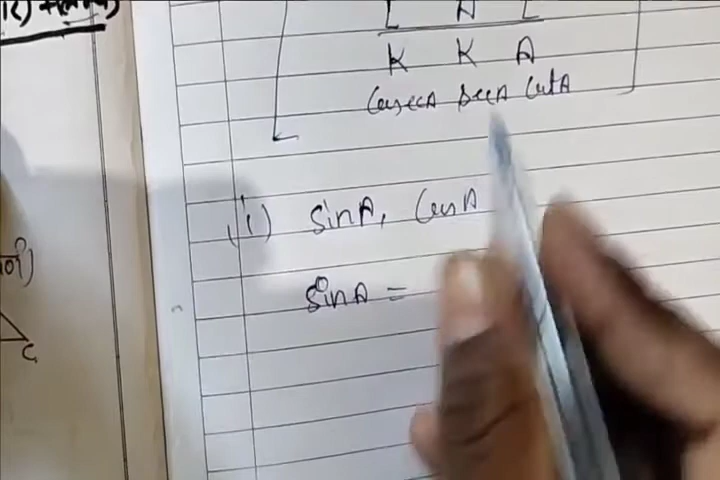 L A L
K K A
CosecA SecA CotA
(i) SinA, CosA
SinA =
C